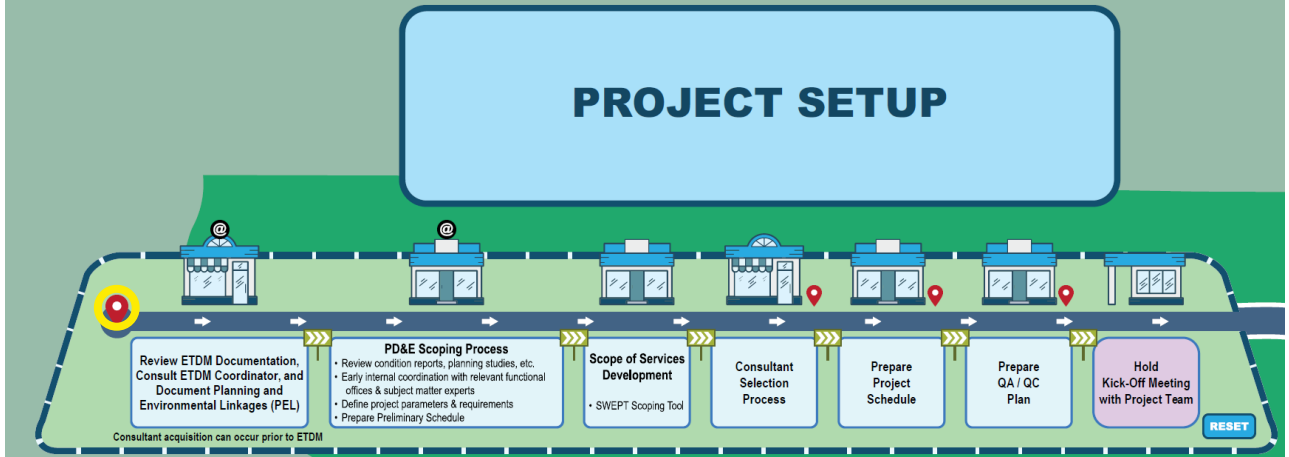 PROJECT SETUP
@
@
Review ETDM Documentation,
Consult ETDM Coordinator, and
Document Planning and
Environmental Linkages (PEL)
PD&E Scoping Process
• Review condition reports, planning studies, etc.
• Early internal coordination with relevant functional
offices & subject matter experts
• Define project parameters & requirements
• Prepare Preliminary Schedule
Scope of Services
Development
• SWEPT Scoping Tool
Consultant
Selection
Process
Prepare
Project
Schedule
Prepare
QA / QC
Plan
Hold
Kick-Off Meeting
with Project Team
RESET
Consultant acquisition can occur prior to ETDM